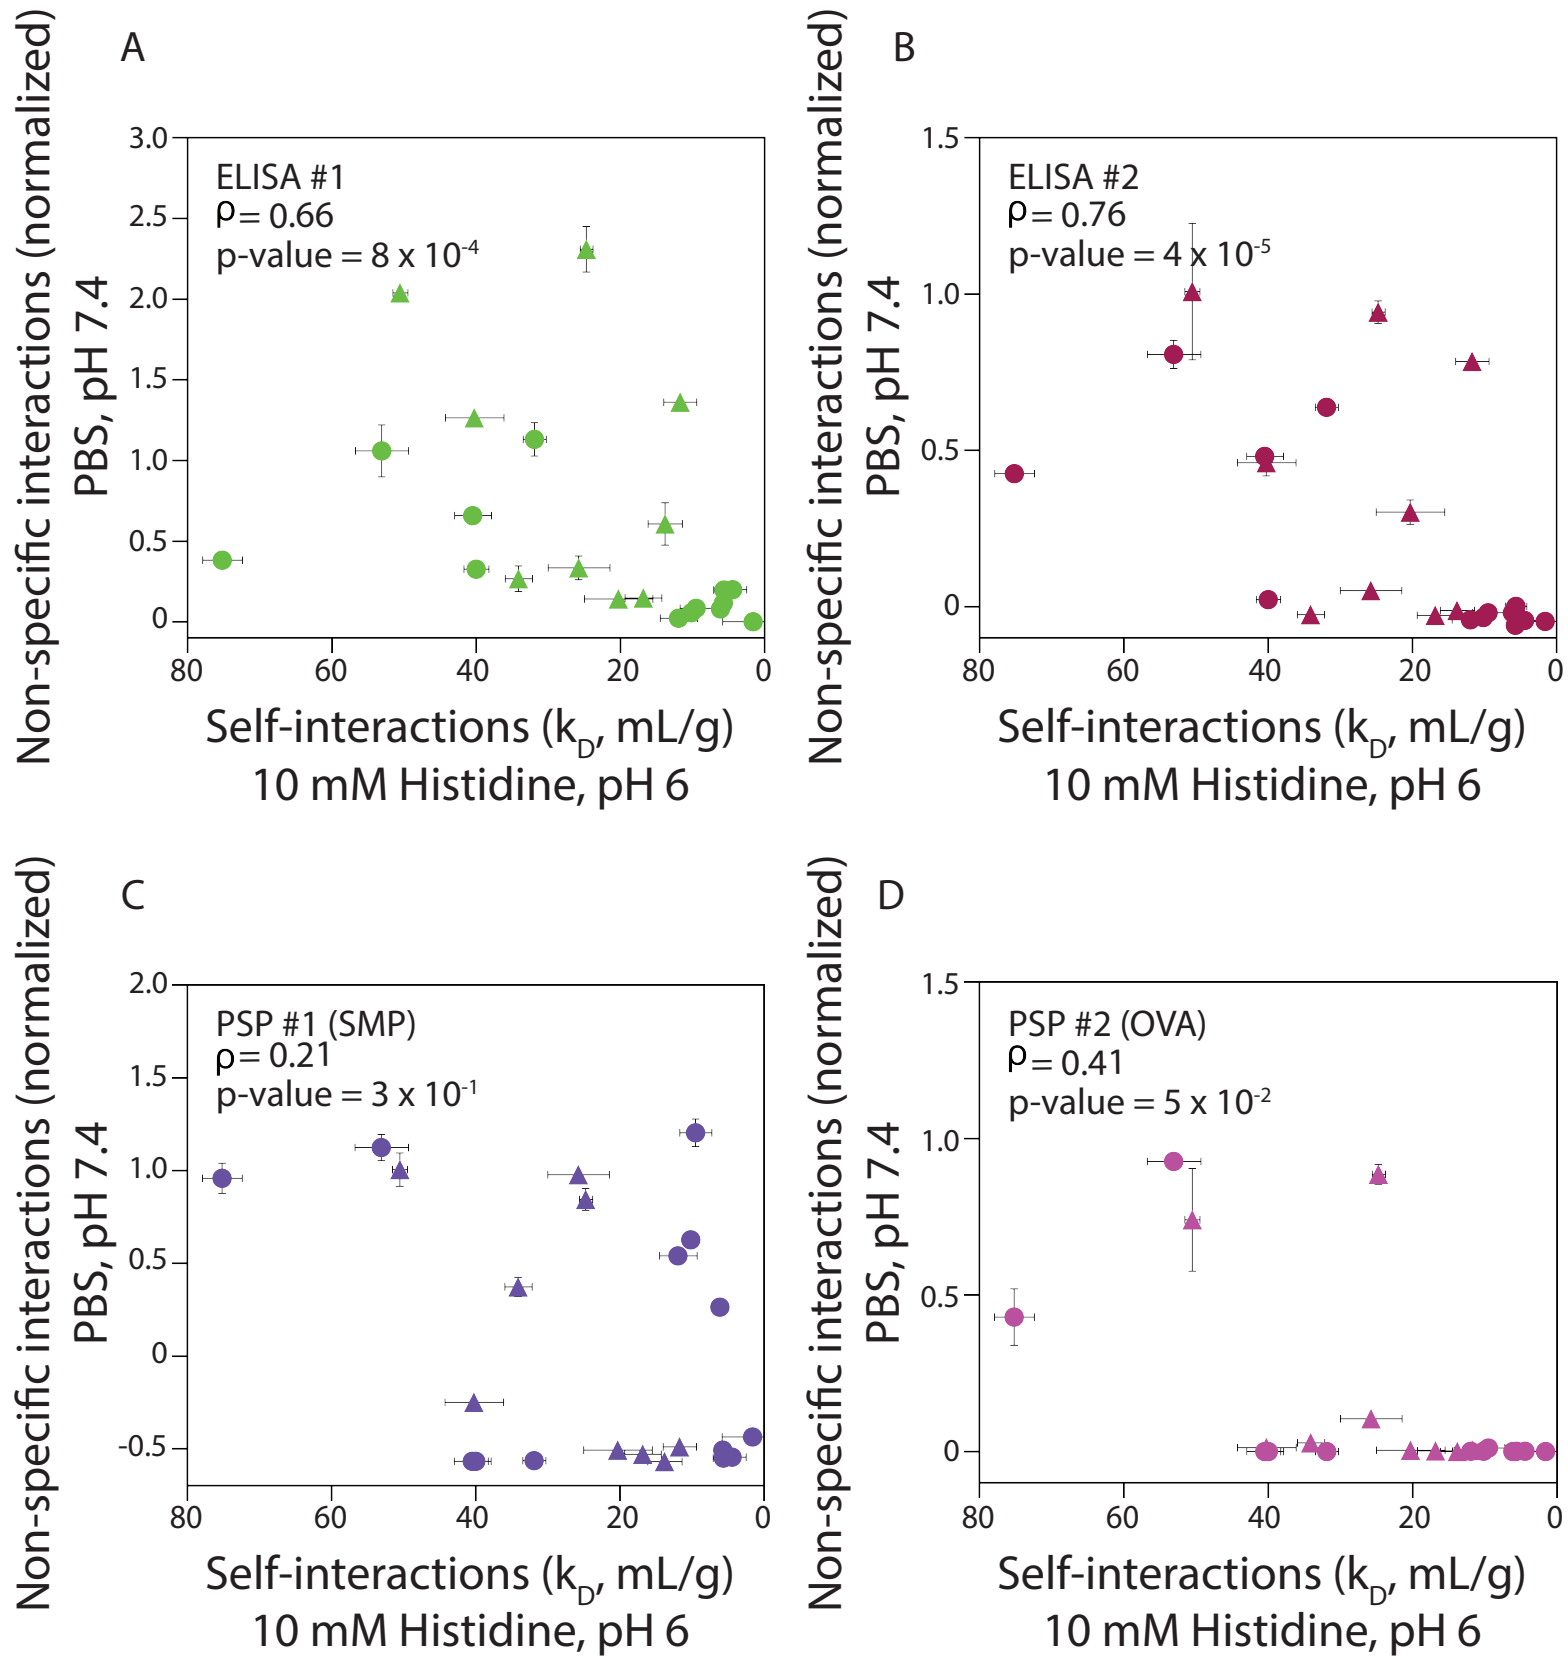 A
Non-specific interactions (normalized)
PBS, pH 7.4
3.0
2.5
2.0
1.5
1.0
0.5
0
ELISA #1
ρ = 0.66
p-value = 8 x 10-4
80 60 40 20 0
Self-interactions (kD, mL/g)
10 mM Histidine, pH 6
B
Non-specific interactions (normalized)
PBS, pH 7.4
1.5
1.0
0.5
0
ELISA #2
ρ = 0.76
p-value = 4 x 10-5
80 60 40 20 0
Self-interactions (kD, mL/g)
10 mM Histidine, pH 6
C
Non-specific interactions (normalized)
PBS, pH 7.4
2.0
1.5
1.0
0.5
0
-0.5
PSP #1 (SMP)
ρ = 0.21
p-value = 3 x 10-1
80 60 40 20 0
Self-interactions (kD, mL/g)
10 mM Histidine, pH 6
D
Non-specific interactions (normalized)
PBS, pH 7.4
1.5
1.0
0.5
0
PSP #2 (OVA)
ρ = 0.41
p-value = 5 x 10-2
80 60 40 20 0
Self-interactions (kD, mL/g)
10 mM Histidine, pH 6